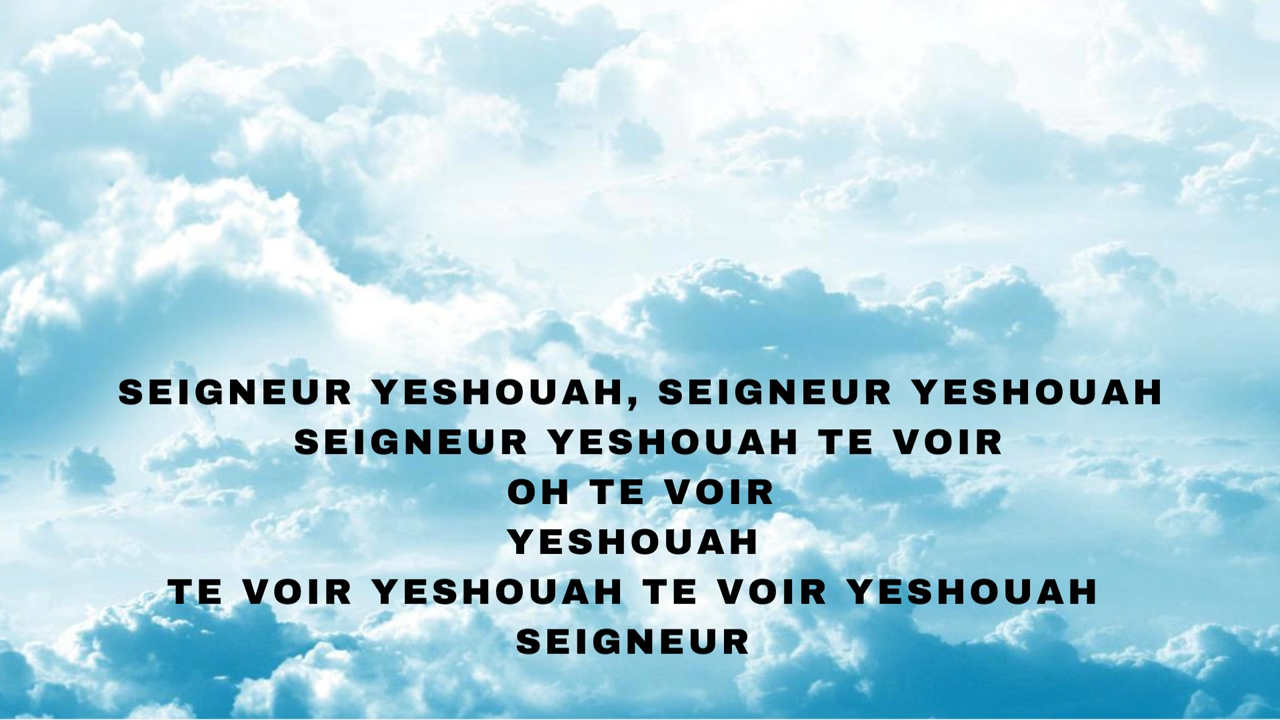 SEIGNEUR YESHOUAH, SEIGNEUR YESHOUAH
SEIGNEUR YESHOUAH TE VOIR
OH TE VOIR
YESHOUAH
TE VOIR YESHOUAH TE VOIR YESHOUAH
SEIGNEUR